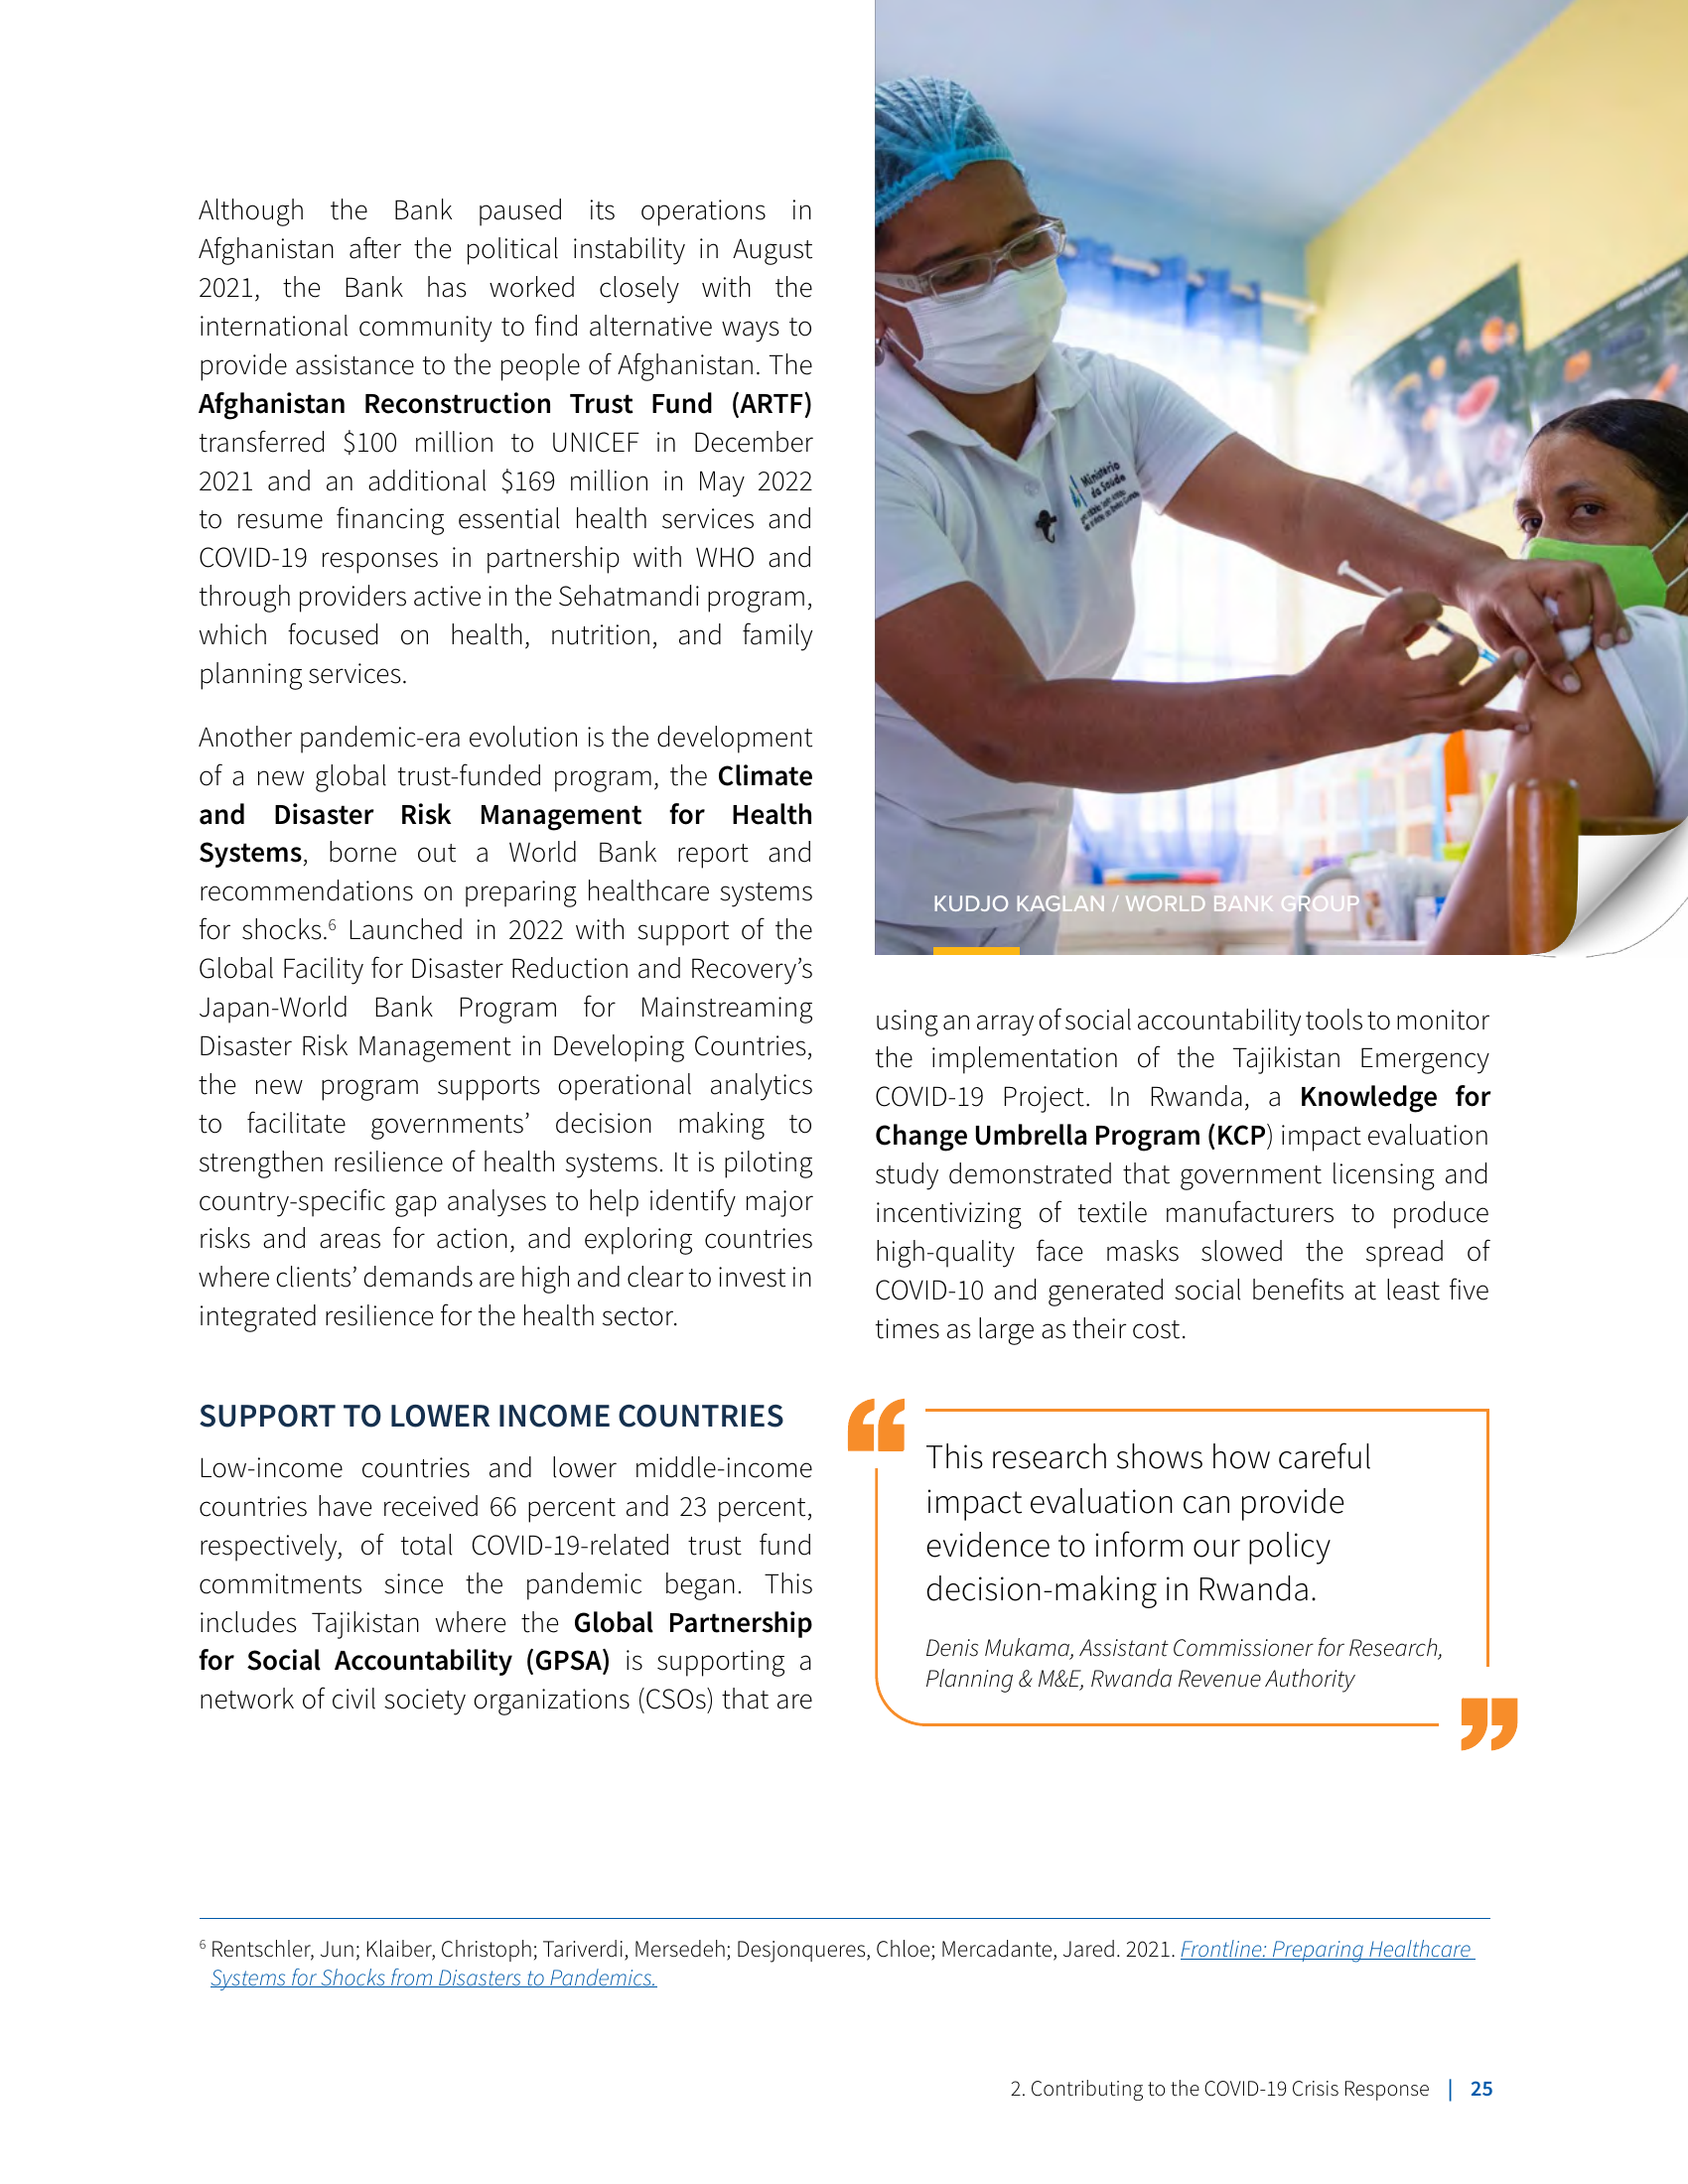 Although the Bank paused its operations in
Afghanistan after the political instability in August
2021, the Bank has worked closely with the
international community to find alternative ways to
provide assistance to the people of Afghanistan. The
Afghanistan Reconstruction Trust Fund (ARTF)
transferred $100 million to UNICEF in December
2021 and an additional $169 million in May 2022
to resume financing essential health services and
COVID-19 responses in partnership with WHO and
through providers active in the Sehatmandi program,
which focused on health, nutrition, and family
planning services.
Another pandemic-era evolution is the development
of a new global trust-funded program, the Climate
and Disaster Risk Management for Health
Systems, borne out a World Bank report and
recommendations on preparing healthcare systems
for shocks.6 Launched in 2022 with support of the
Global Facility for Disaster Reduction and Recovery’s
Japan-World Bank Program for Mainstreaming
Disaster Risk Management in Developing Countries,
the new program supports operational analytics
to facilitate governments’ decision making to
strengthen resilience of health systems. It is piloting
country-specific gap analyses to help identify major
risks and areas for action, and exploring countries
where clients’ demands are high and clear to invest in
integrated resilience for the health sector.
SUPPORT TO LOWER INCOME COUNTRIES
Low-income countries and lower middle-income
countries have received 66 percent and 23 percent,
respectively, of total COVID-19-related trust fund
commitments since the pandemic began. This
includes Tajikistan where the Global Partnership
for Social Accountability (GPSA) is supporting a
network of civil society organizations (CSOs) that are
Ministério
da Saúde
KUDJO KAGLAN / WORLD BANK GROUP
using an array of social accountability tools to monitor
the implementation of the Tajikistan Emergency
COVID-19 Project. In Rwanda, a Knowledge for
Change Umbrella Program (KCP) impact evaluation
study demonstrated that government licensing and
incentivizing of textile manufacturers to produce
high-quality face masks slowed the spread of
COVID-10 and generated social benefits at least five
times as large as their cost.
“
This research shows how careful
impact evaluation can provide
evidence to inform our policy
decision-making in Rwanda.
Denis Mukama, Assistant Commissioner for Research,
Planning & M&E, Rwanda Revenue Authority
”
6 Rentschler, Jun; Klaiber, Christoph; Tariverdi, Mersedeh; Desjonqueres, Chloe; Mercadante, Jared. 2021. Frontline: Preparing Healthcare
Systems for Shocks from Disasters to Pandemics.
2. Contributing to the COVID-19 Crisis Response | 25